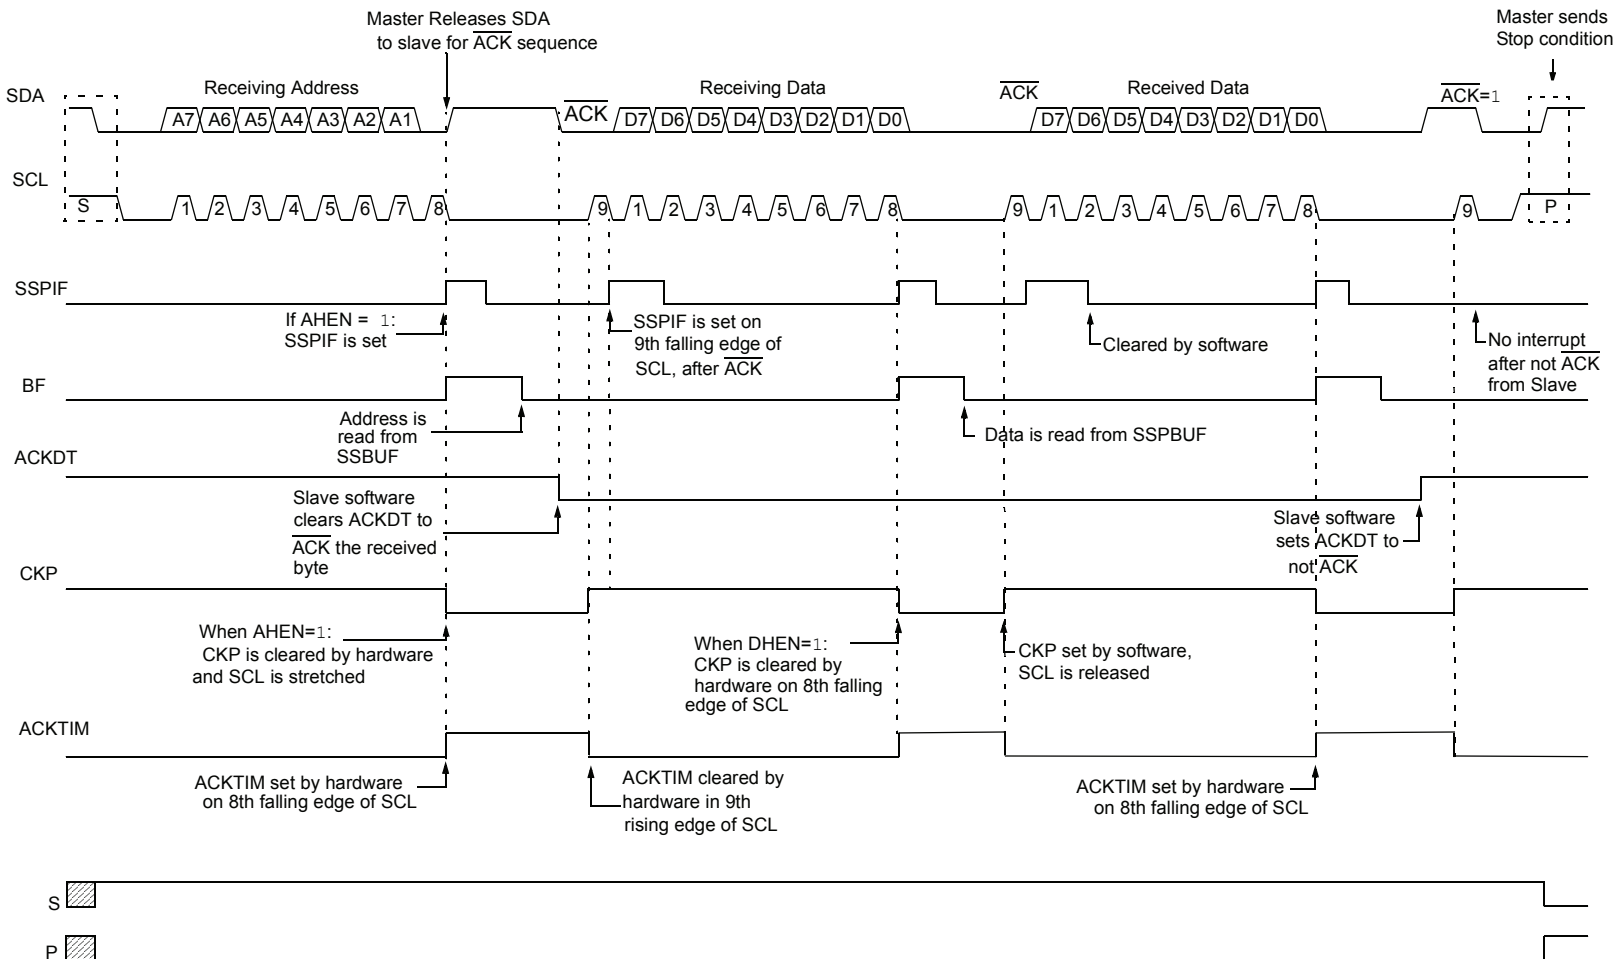 Master Releases SDA
to slave for ACK sequence
Master sends
Stop condition
SDA
Receiving Address
Receiving Data
ACK
Received Data
ACK=1
A7 A6 A5 A4 A3 A2 A1
ACK
D7 D6 D5 D4 D3 D2 D1 D0
D7 D6 D5 D4 D3 D2 D1 D0
SCL
S
1 2 3 4 5 6 7 8
9 1 2 3 4 5 6 7 8
9 1 2 3 4 5 6 7 8
9
P
SSPIF
If AHEN = 1:
SSPIF is set
SSPIF is set on
9th falling edge of
SCL, after ACK
Cleared by software
No interrupt
after not ACK
from Slave
BF
Address is
read from
SSBUF
Data is read from SSPBUF
ACKDT
Slave software
clears ACKDT to
ACK the received
byte
Slave software
sets ACKDT to
not ACK
CKP
When AHEN=1:
CKP is cleared by hardware
and SCL is stretched
When DHEN=1:
CKP is cleared by
hardware on 8th falling
edge of SCL
CKP set by software,
SCL is released
ACKTIM
ACKTIM set by hardware
on 8th falling edge of SCL
ACKTIM cleared by
hardware in 9th
rising edge of SCL
ACKTIM set by hardware
on 8th falling edge of SCL
S
P